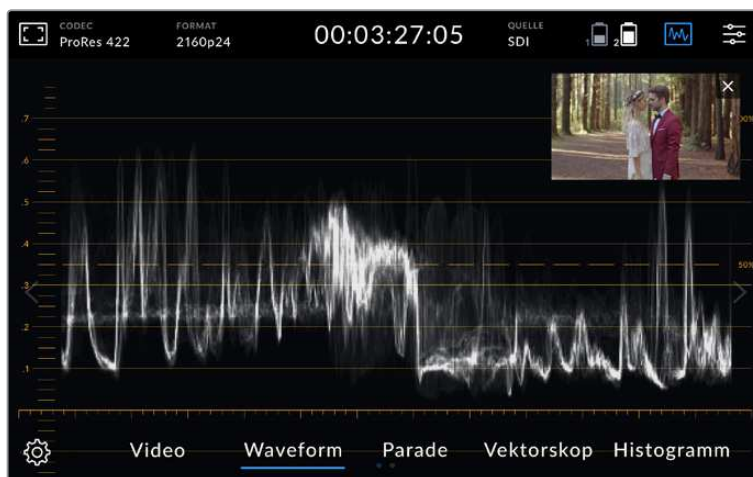 CODEC
ProRes 422
FORMAT
2160p24
00:03:27:05
QUELLE
SDI
1
2
.7
.6
.5
.4
.3
.2
.1
50%
Video
Waveform
Parade
Vektorskop
Histogramm